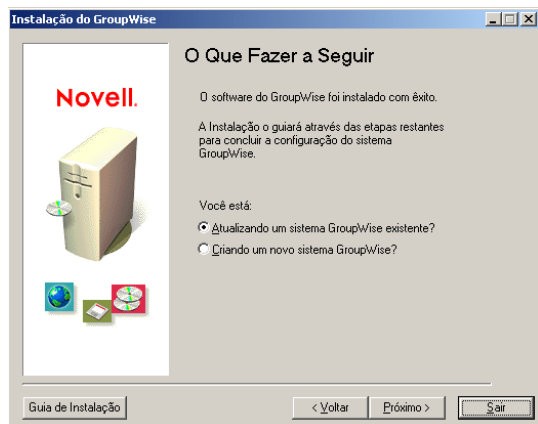 Instalação do GroupWise
O Que Fazer a Seguir
Novell.
O software do GroupWise foi instalado com êxito.
A Instalação o guiará através das etapas restantes
para concluir a configuração do sistema
GroupWise.
Você está:
Atualizando um sistema GroupWise existente?
Criando um novo sistema GroupWise?
Guia de Instalação
< Voltar
Próximo >
Sair